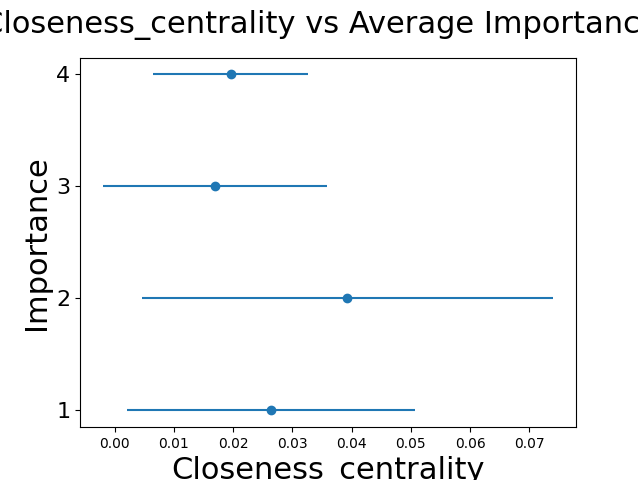 Closeness_centrality vs Average Importance
4
3
2
1
Importance
0.00 0.01 0.02 0.03 0.04 0.05 0.06 0.07
Closeness_centrality